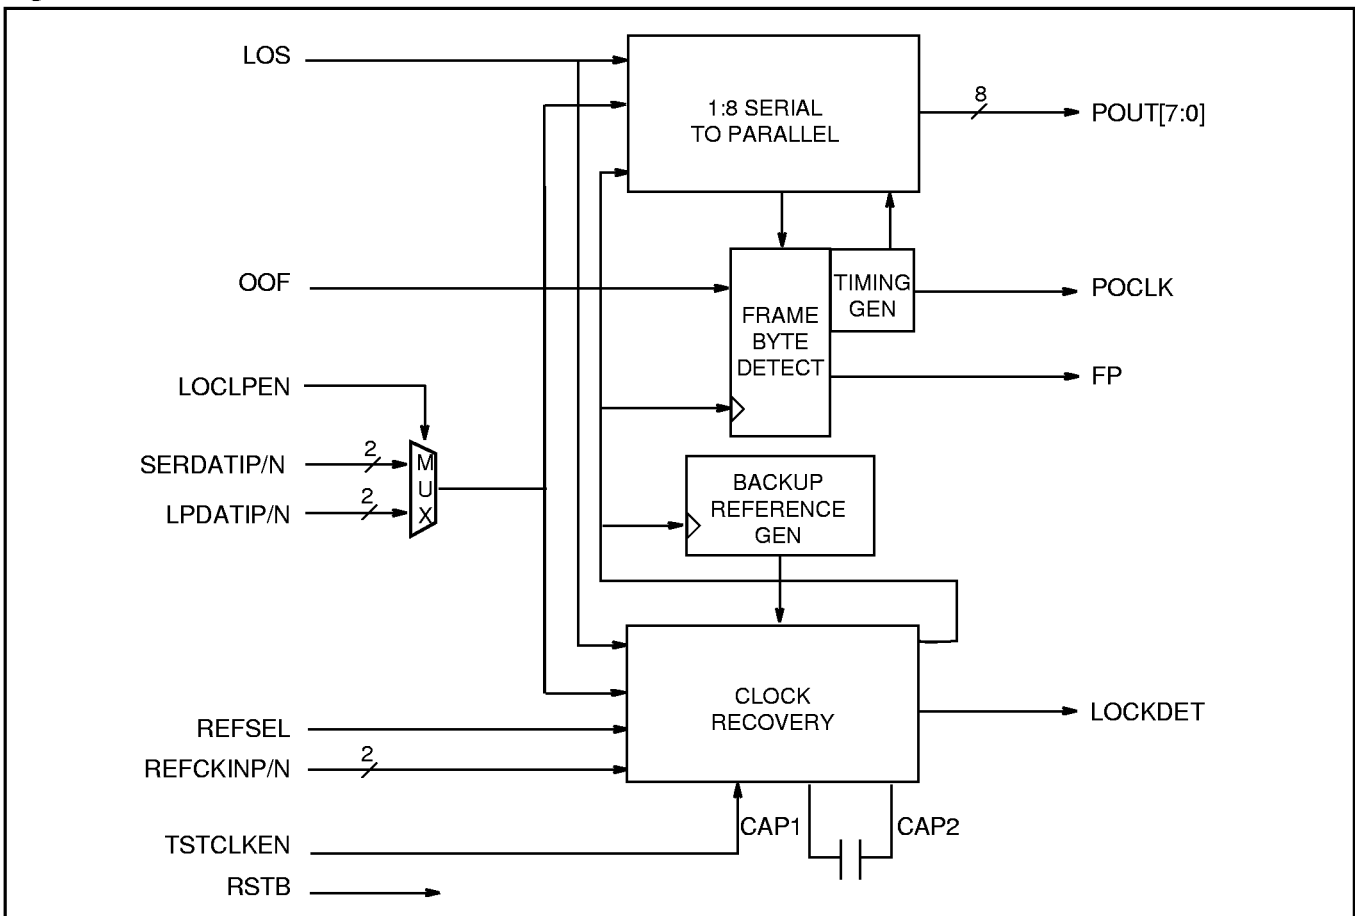 LOS
1:8 SERIAL
TO PARALLEL
8
POUT[7:0]
OOF
FRAME
BYTE
DETECT
TIMING
GEN
POCLK
FP
LOCLPEN
SERDATIP/N
2
LPDATIP/N
2
M
U
X
BACKUP
REFERENCE
GEN
CLOCK
RECOVERY
LOCKDET
REFSEL
REFCKINP/N
2
TSTCLKEN
CAP1
CAP2
RSTB